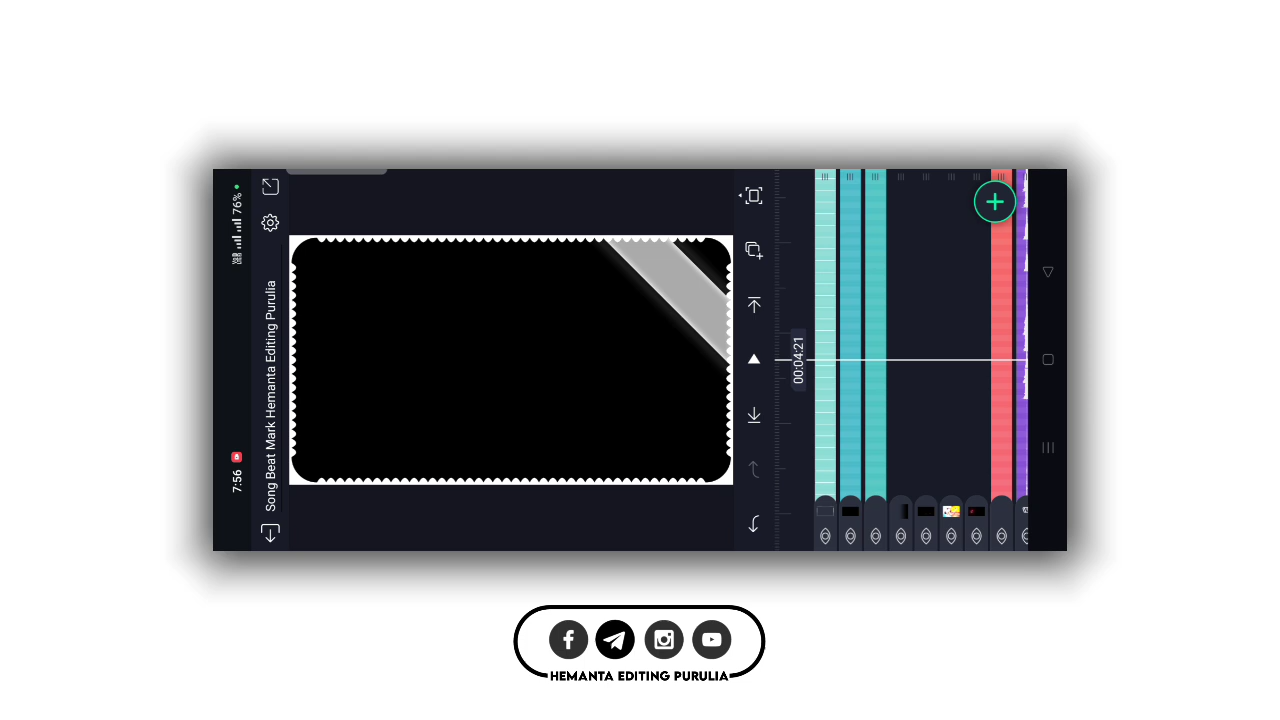 7:56
76%
Song Beat Mark Hemanta Editing Purulia
00:04:21
HEMANTA EDITING PURULIA